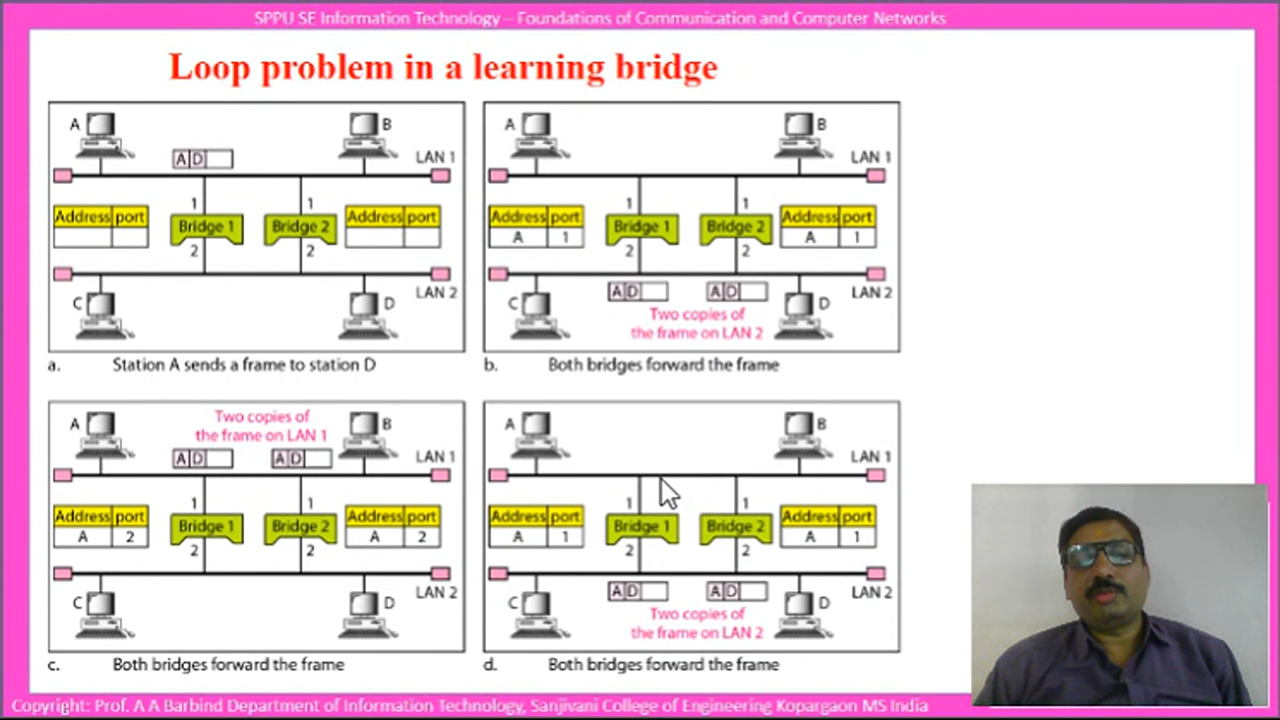 SPPU SE Information Technology – Foundations of Communication and Computer Networks
Loop problem in a learning bridge
A
B
A D
LAN 1
1
1
Address port
Bridge 1
Bridge 2
Address port
2
2
C
D
LAN 2
a. Station A sends a frame to station D
A
B
LAN 1
1
1
Address port
A 1
Bridge 1
Bridge 2
Address port
A 1
2
2
C
A D
A D
D
LAN 2
Two copies of
the frame on LAN 2
b. Both bridges forward the frame
A
Two copies of
the frame on LAN 1
B
A D
A D
LAN 1
1
1
Address port
A 2
Bridge 1
Bridge 2
Address port
A 2
2
2
C
D
LAN 2
c. Both bridges forward the frame
A
B
LAN 1
1
1
Address port
A 1
Bridge 1
Bridge 2
Address port
A 1
2
2
C
A D
A D
D
LAN 2
Two copies of
the frame on LAN 2
d. Both bridges forward the frame
Copyright: Prof. A A Barbind Department of Information Technology, Sanjivani College of Engineering Kopargaon MS India